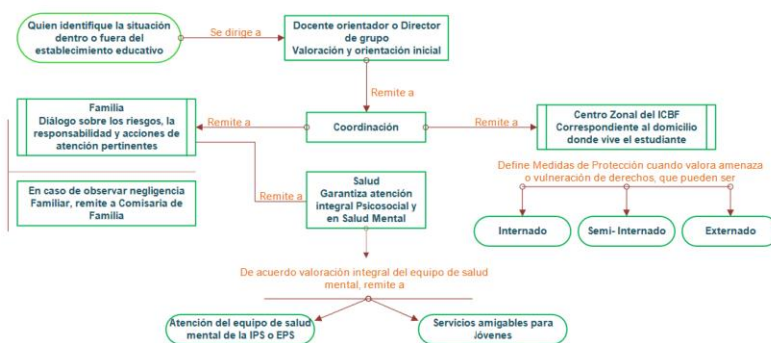 Quien identifique la situación
dentro o fuera del
establecimiento educativo
Se dirige a
Docente orientador o Director
de grupo
Valoración y orientación inicial
Remite a
Familia
Diálogo sobre los riesgos, la
responsabilidad y acciones de
atención pertinentes
Remite a
Coordinación
Remite a
Centro Zonal del ICBF
Correspondiente al domicilio
donde vive el estudiante
En caso de observar negligencia
Familiar, remite a Comisaria de
Familia
Remite a
Salud
Garantiza atención
integral Psicosocial y
en Salud Mental
Define Medidas de Protección cuando valora amenaza
o vulneración de derechos, que pueden ser
Internado
Semi- Internado
Externado
De acuerdo valoración integral del equipo de salud
mental, remite a
Atención del equipo de salud
mental de la IPS o EPS
Servicios amigables para
Jóvenes